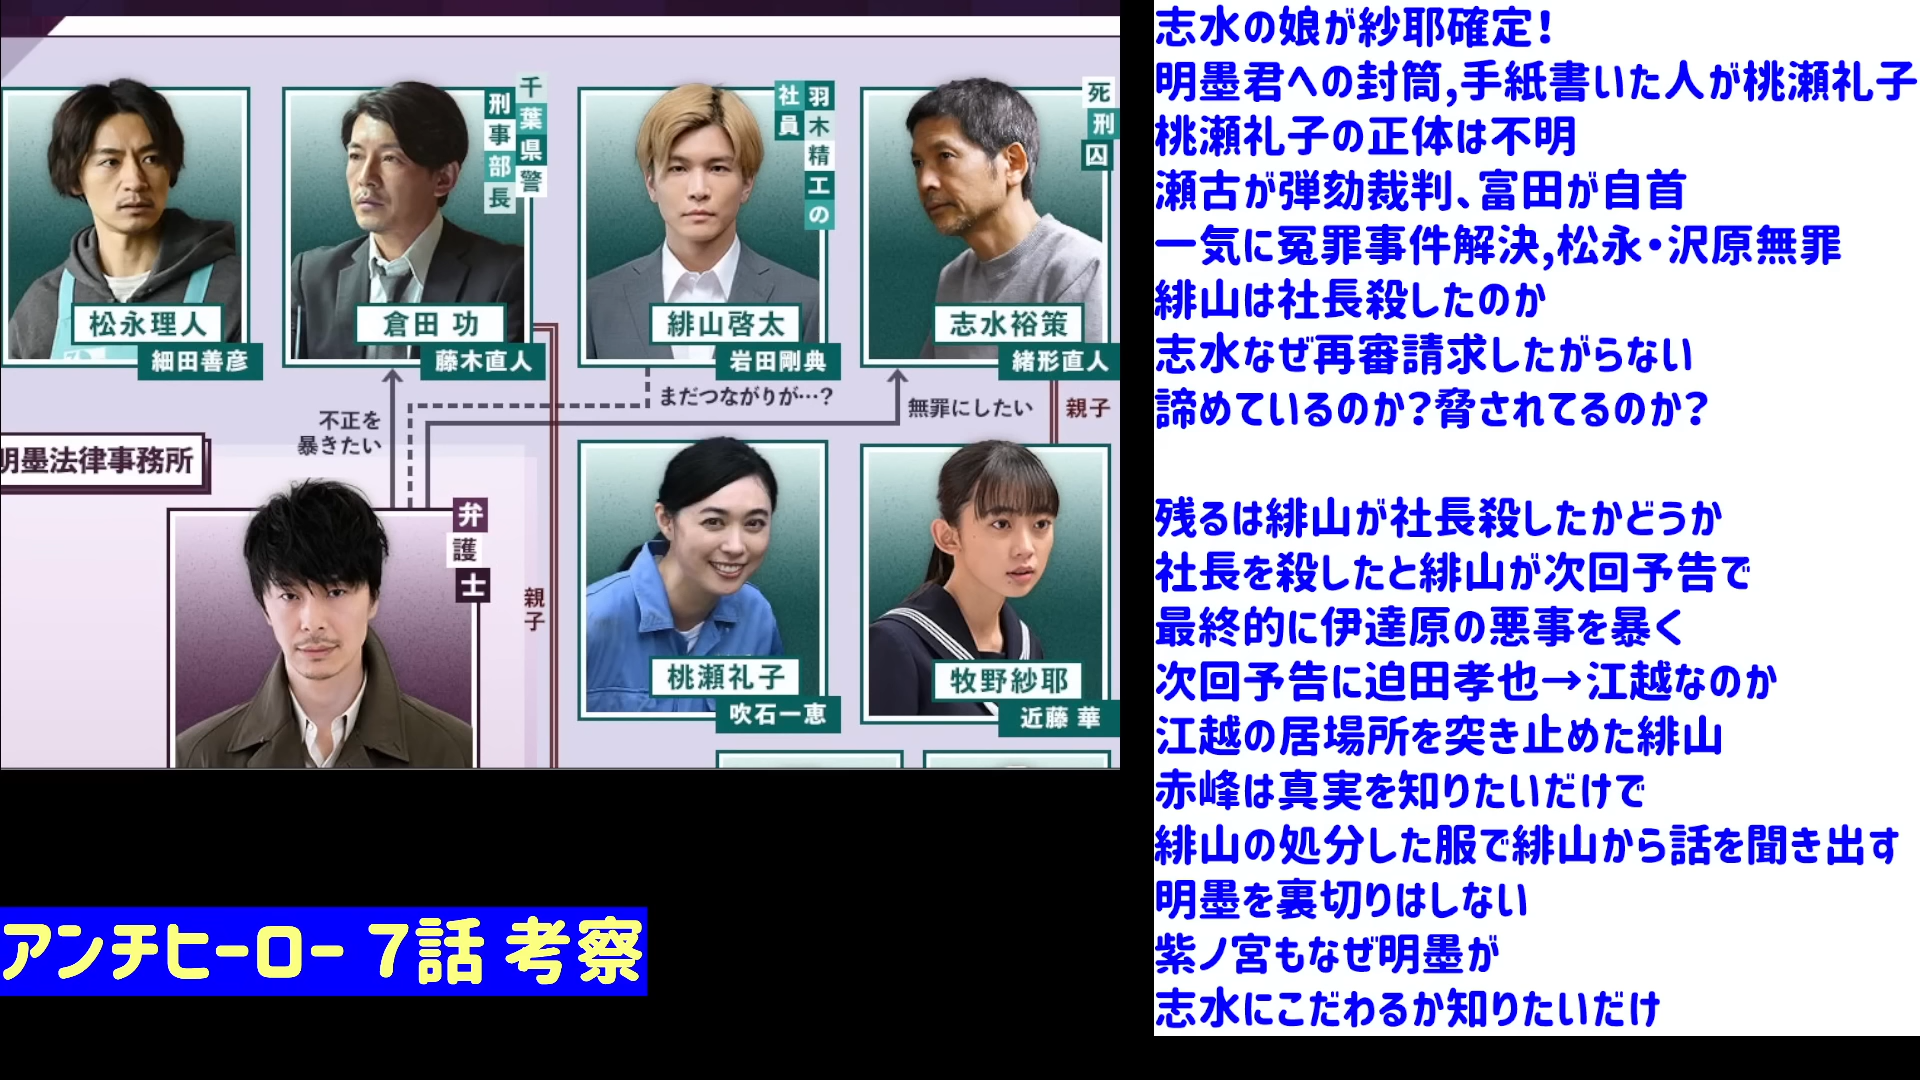 千葉県警
刑事部長
羽木精工の
社員
死刑囚
松永理人
細田善彦
倉田 功
藤木直人
緋山啓太
岩田剛典
志水裕策
緒形直人
不正を
暴きたい
まだつながりが…?
無罪にしたい
親子
明墨法律事務所
弁護士
親子
桃瀬礼子
吹石一恵
牧野紗耶
近藤 華
アンチヒーロー 7話 考察
志水の娘が紗耶確定!
明墨君への封筒,手紙書いた人が桃瀬礼子
桃瀬礼子の正体は不明
瀬古が弾劾裁判、富田が自首
一気に冤罪事件解決,松永・沢原無罪
緋山は社長殺したのか
志水なぜ再審請求したがらない
諦めているのか?脅されてるのか?
残るは緋山が社長殺したかどうか
社長を殺したと緋山が次回予告で
最終的に伊達原の悪事を暴く
次回予告に迫田孝也→江越なのか
江越の居場所を突き止めた緋山
赤峰は真実を知りたいだけで
緋山の処分した服で緋山から話を聞き出す
明墨を裏切りはしない
紫ノ宮もなぜ明墨が
志水にこだわるか知りたいだけ